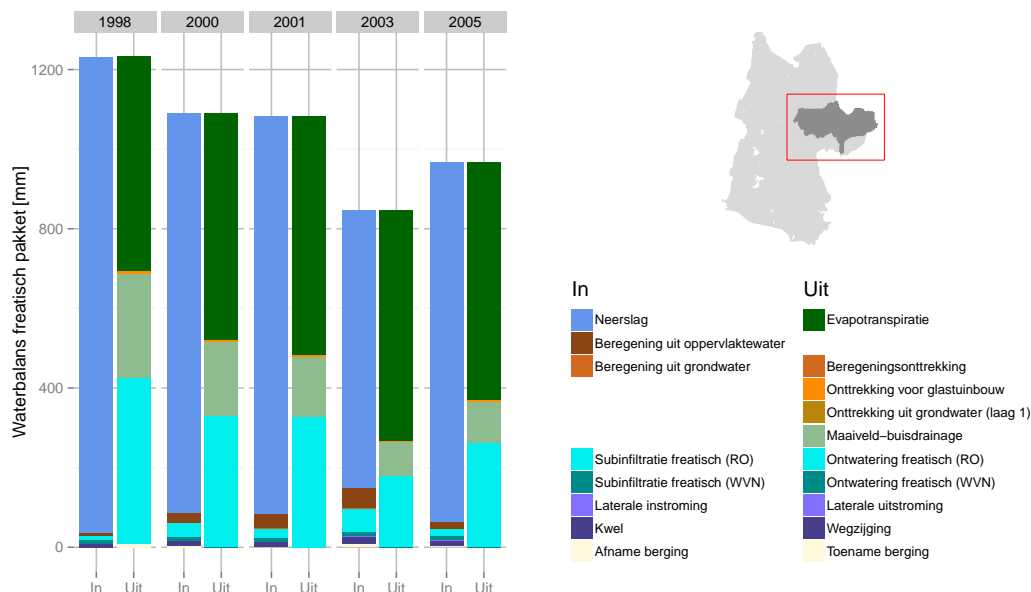 1998 2000 2001 2003 2005
Waterbalans freatisch pakket [mm]
1200
800
400
0
In Uit In Uit In Uit In Uit In Uit
In
Neerslag
Beregening uit oppervlaktewater
Beregening uit grondwater
Subinfiltratie freatisch (RO)
Subinfiltratie freatisch (WVN)
Laterale instroming
Kwel
Afname berging
Uit
Evapotranspiratie
Beregeningsonttrekking
Onttrekking voor glastuinbouw
Onttrekking uit grondwater (laag 1)
Maaiveld−buisdrainage
Ontwatering freatisch (RO)
Ontwatering freatisch (WVN)
Laterale uitstroming
Wegzijging
Toename berging